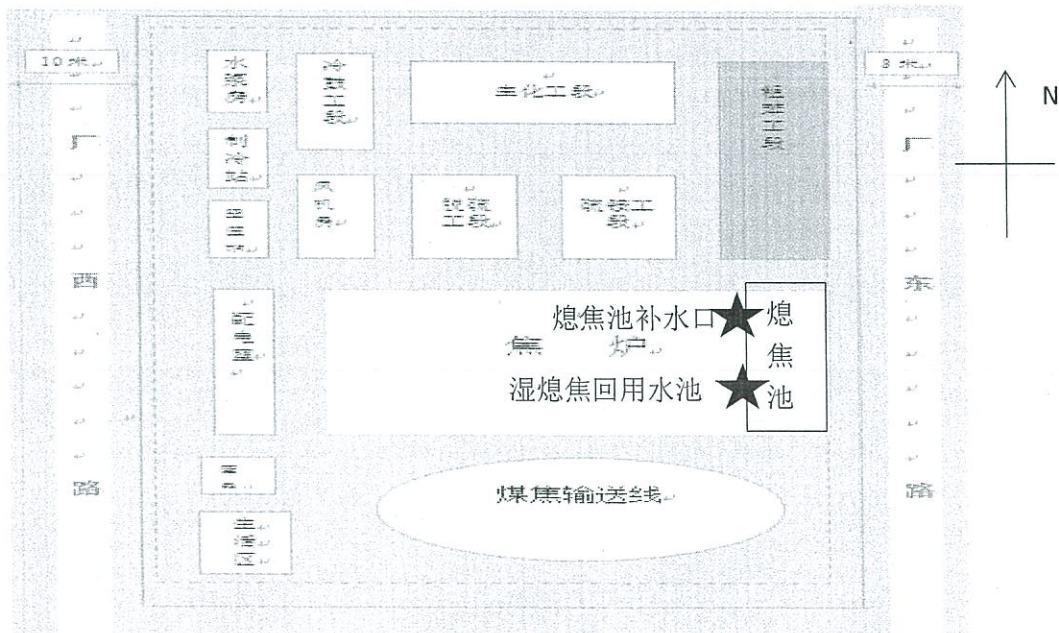 10米
水泵房
冷鼓工段
生化工段
8米
N
制冷站
风机房
脱硫工段
硫铵工段
厂西路
厂东路
配电室
熄焦池补水口
焦 炉
湿熄焦回用水池
熄焦池
煤焦输送线
生活区